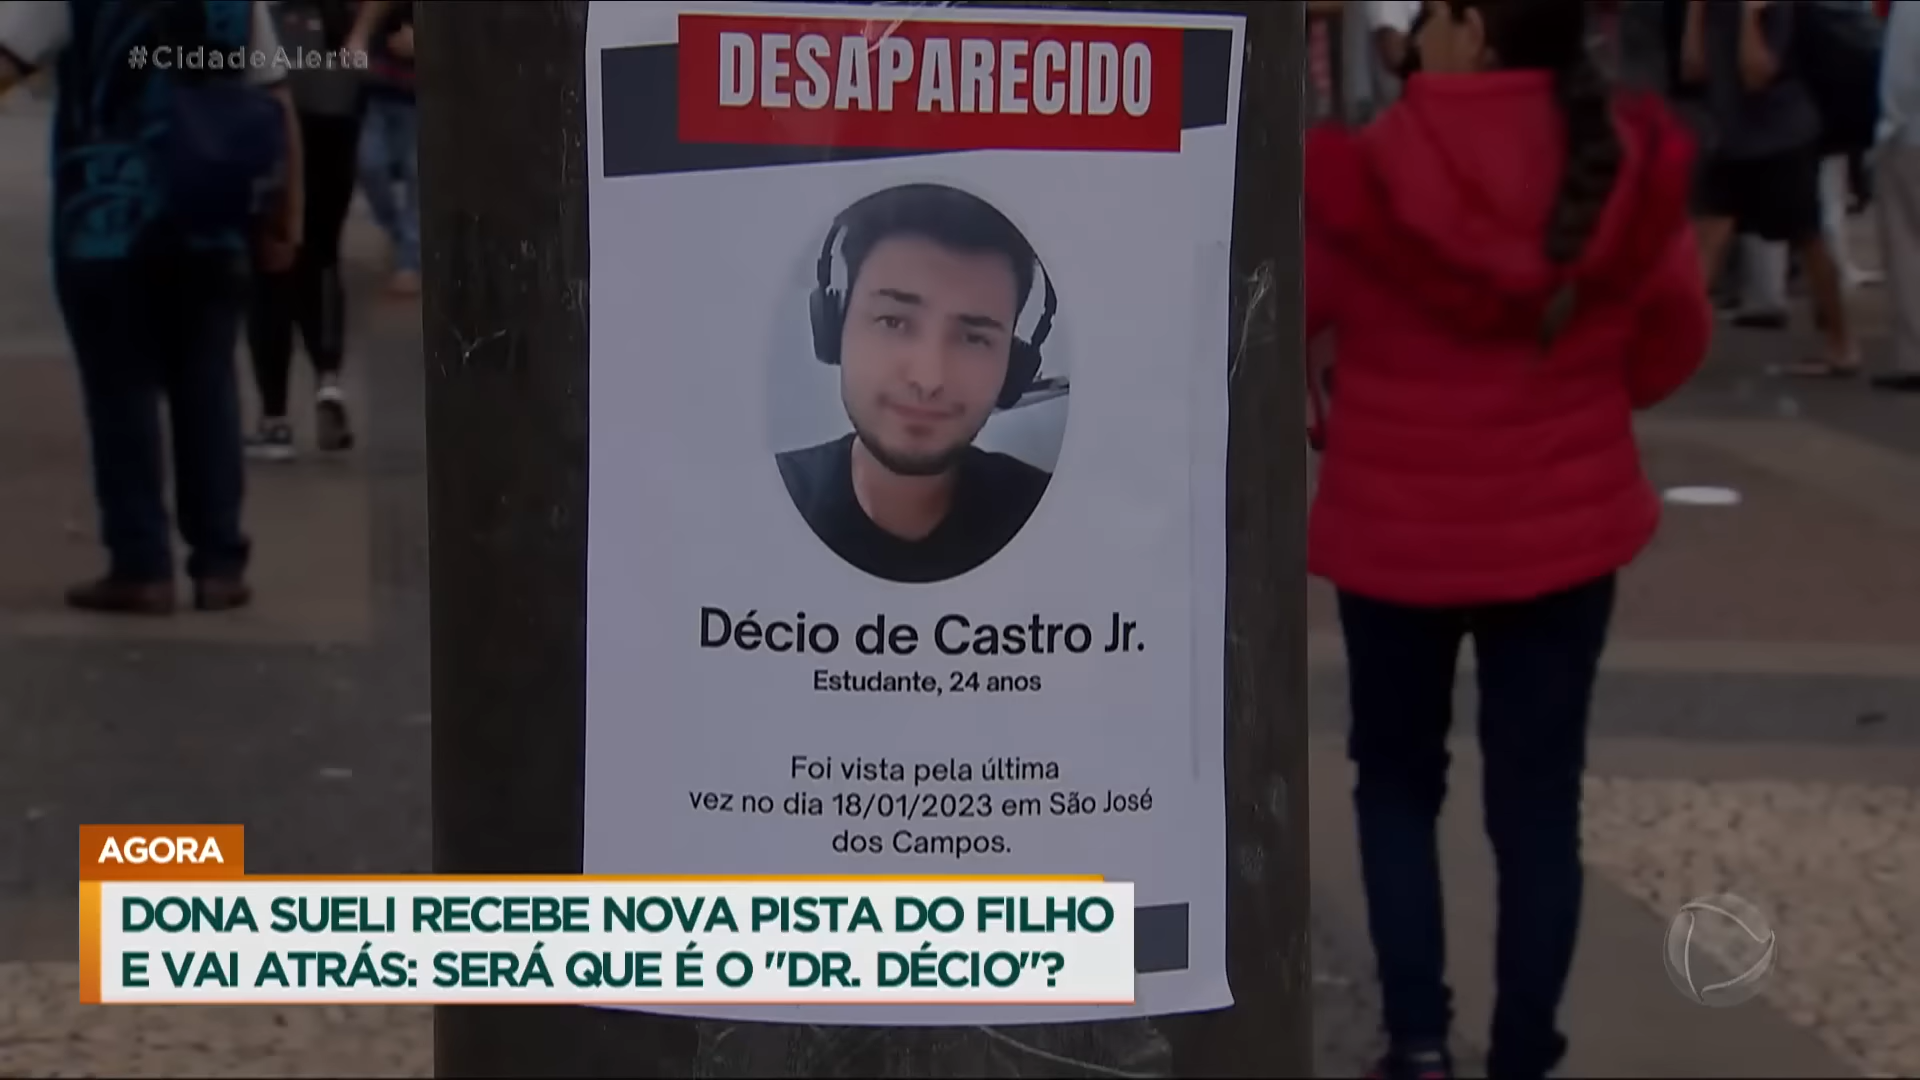 #CidadeAlerta
DESAPARECIDO
Décio de Castro Jr.
Estudante, 24 anos
Foi vista pela última
vez no dia 18/01/2023 em São José
dos Campos.
AGORA
DONA SUELI RECEBE NOVA PISTA DO FILHO
E VAI ATRÁS: SERÁ QUE É O "DR. DÉCIO"?